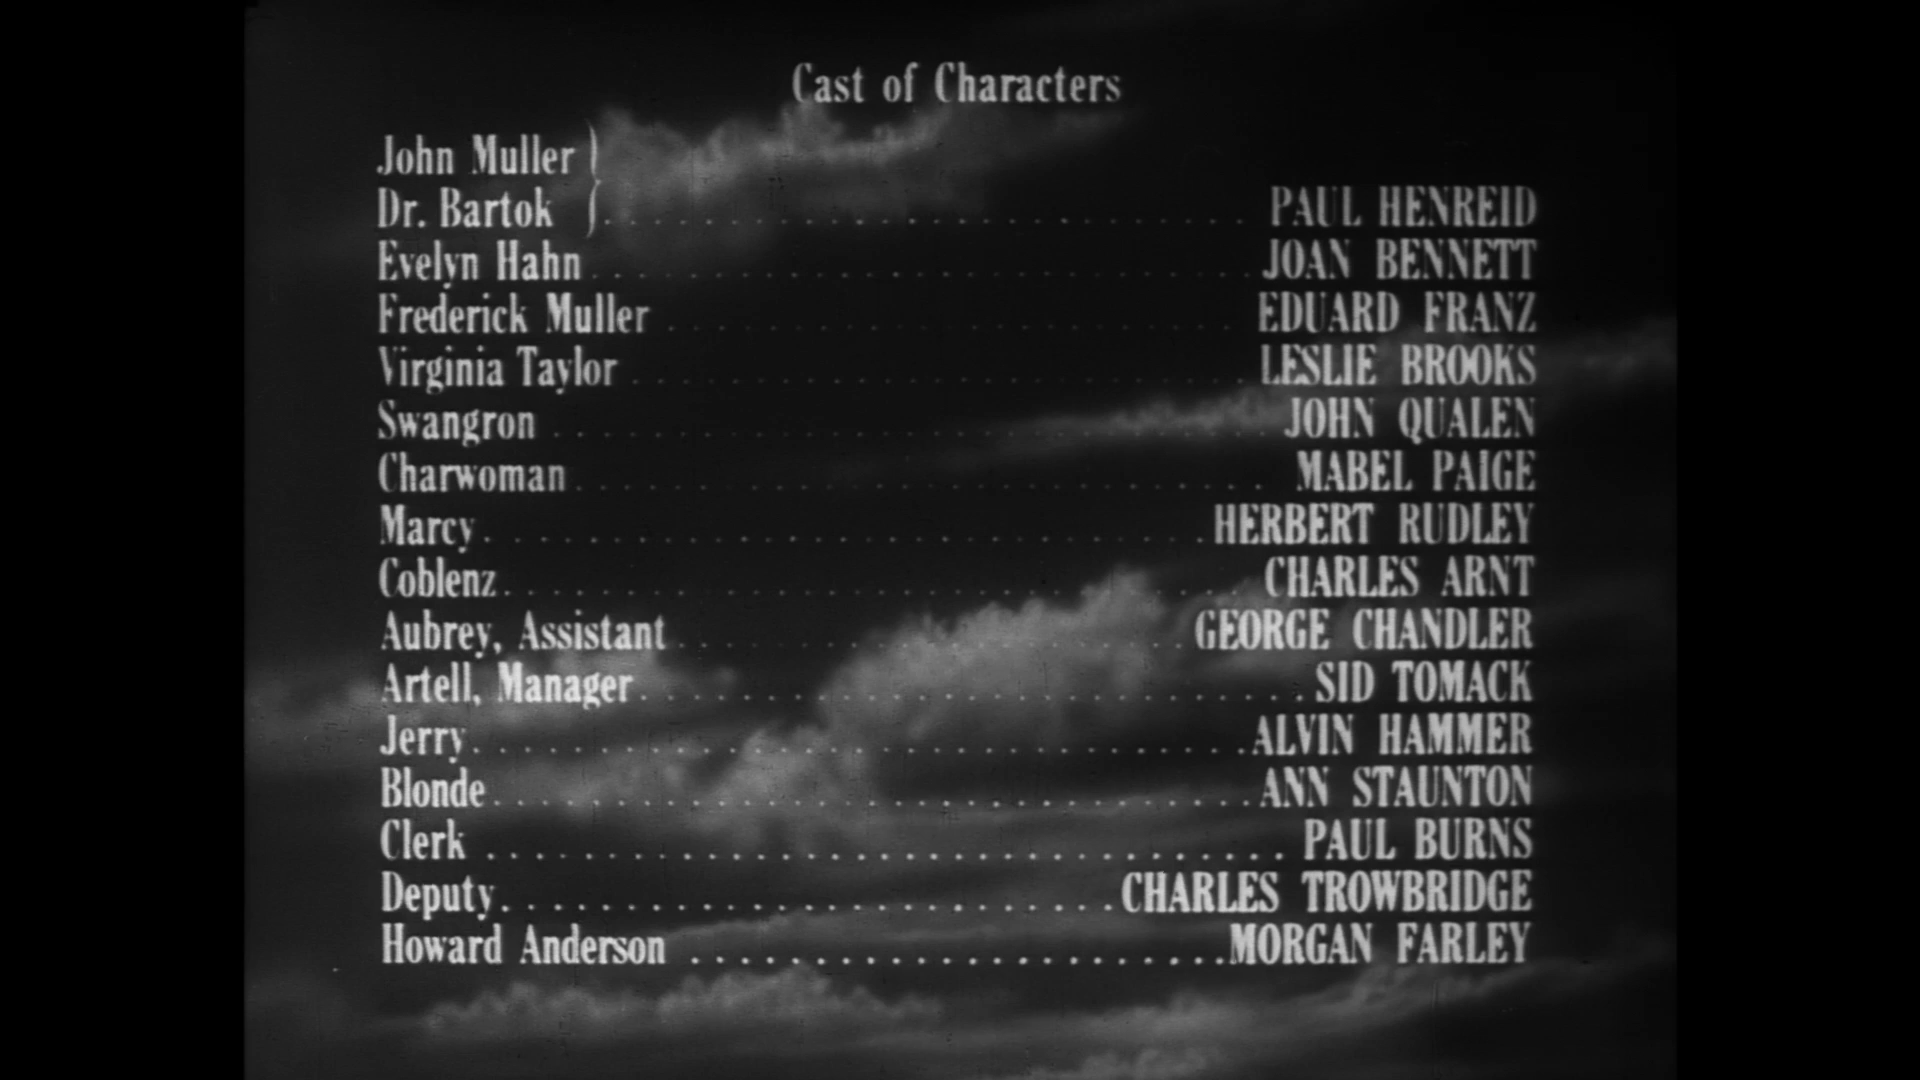 Cast of Characters
John Muller }
Dr. Bartok } . . . . . . . . . . . . . . . . . . . . . . . . . . . . . . PAUL HENREID
Evelyn Hahn . . . . . . . . . . . . . . . . . . . . . . . . . . . . . . . JOAN BENNETT
Frederick Muller . . . . . . . . . . . . . . . . . . . . . . . . . . . EDUARD FRANZ
Virginia Taylor . . . . . . . . . . . . . . . . . . . . . . . . . . . . . LESLIE BROOKS
Swangron . . . . . . . . . . . . . . . . . . . . . . . . . . . . . . . . . . JOHN QUALEN
Charwoman . . . . . . . . . . . . . . . . . . . . . . . . . . . . . . . . MABEL PAIGE
Marcy . . . . . . . . . . . . . . . . . . . . . . . . . . . . . . . . . . HERBERT RUDLEY
Coblenz . . . . . . . . . . . . . . . . . . . . . . . . . . . . . . . . . . CHARLES ARNT
Aubrey, Assistant . . . . . . . . . . . . . . . . . . . . . . . . GEORGE CHANDLER
Artell, Manager . . . . . . . . . . . . . . . . . . . . . . . . . . . . . . . SID TOMACK
Jerry . . . . . . . . . . . . . . . . . . . . . . . . . . . . . . . . . . . . ALVIN HAMMER
Blonde . . . . . . . . . . . . . . . . . . . . . . . . . . . . . . . . . . . ANN STAUNTON
Clerk . . . . . . . . . . . . . . . . . . . . . . . . . . . . . . . . . PAUL BURNS
Deputy . . . . . . . . . . . . . . . . . . . . . . . . . CHARLES TROWBRIDGE
Howard Anderson . . . . . . . . . . . . . . . . . . . . . . MORGAN FARLEY